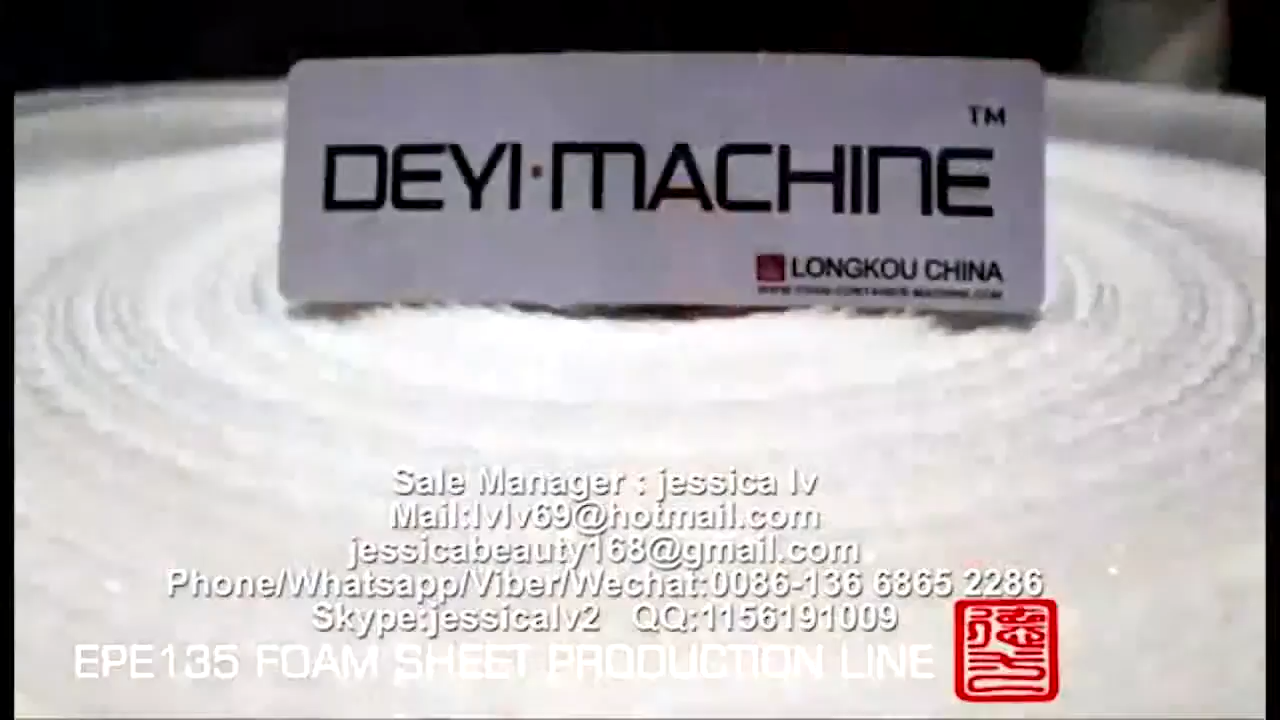 TM
DEYI·MACHINE
LONGKOU CHINA
Sale Manager : jessica lv
Mail:lvlv69@hotmail.com
jessicabeauty168@gmail.com
Phone/Whatsapp/Viber/Wechat:0086-136 6865 2286
Skype:jessicalv2 QQ:1156191009
EPE135 FOAM SHEET PRODUCTION LINE